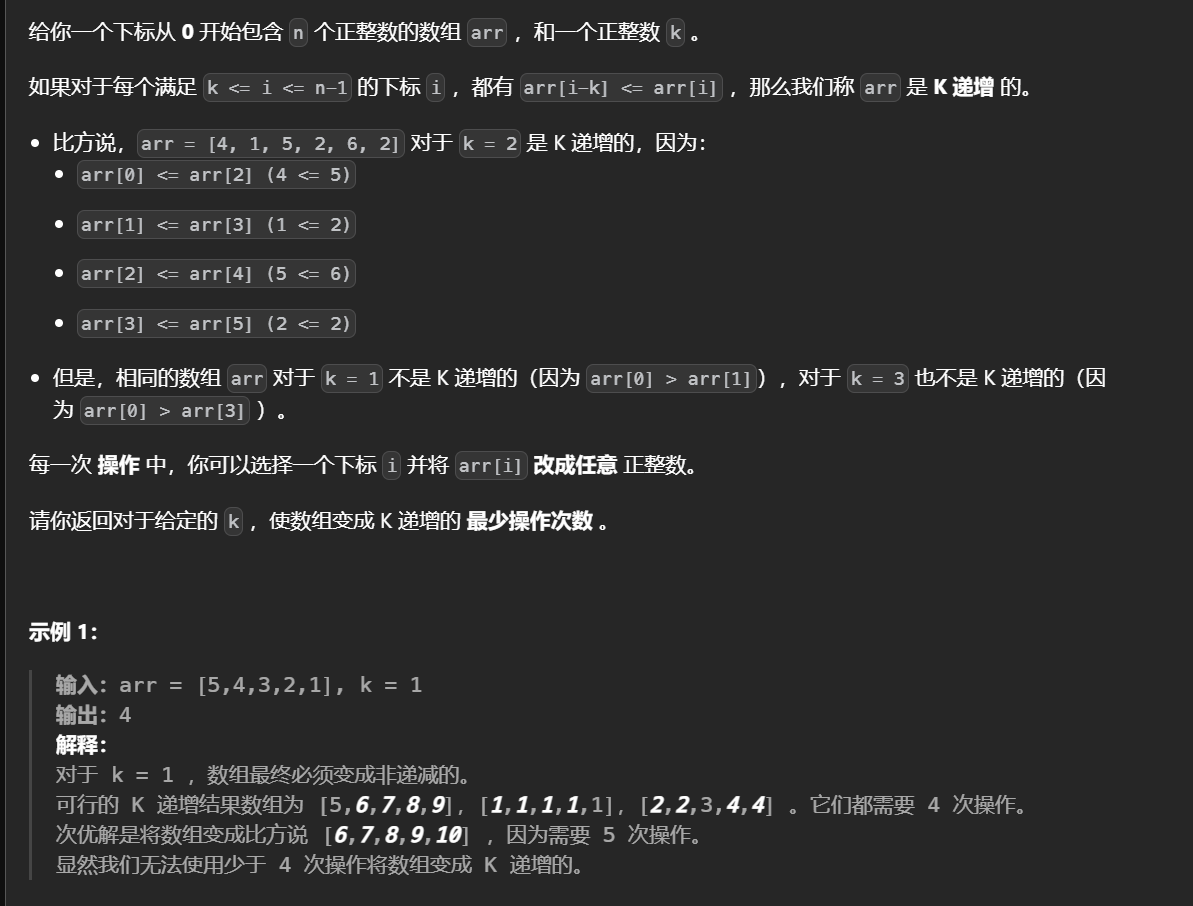 给你一个下标从 0 开始包含 n 个正整数的数组 arr ，和一个正整数 k 。
如果对于每个满足 k <= i <= n-1 的下标 i ，都有 arr[i-k] <= arr[i] ，那么我们称 arr 是 K 递增 的。
比方说，arr = [4, 1, 5, 2, 6, 2] 对于 k = 2 是 K 递增的，因为：
arr[0] <= arr[2] (4 <= 5)
arr[1] <= arr[3] (1 <= 2)
arr[2] <= arr[4] (5 <= 6)
arr[3] <= arr[5] (2 <= 2)
但是，相同的数组 arr 对于 k = 1 不是 K 递增的（因为 arr[0] > arr[1]），对于 k = 3 也不是 K 递增的（因
为 arr[0] > arr[3] ）。
每一次 操作 中，你可以选择一个下标 i 并将 arr[i] 改成任意 正整数。
请你返回对于给定的 k ，使数组变成 K 递增的 最少操作次数 。
示例 1：
输入：arr = [5,4,3,2,1], k = 1
输出：4
解释：
对于 k = 1 ，数组最终必须变成非递减的。
可行的 K 递增结果数组为 [5,6,7,8,9]，[1,1,1,1,1]，[2,2,3,4,4] 。它们都需要 4 次操作。
次优解是将数组变成比方说 [6,7,8,9,10] ，因为需要 5 次操作。
显然我们无法使用少于 4 次操作将数组变成 K 递增的。